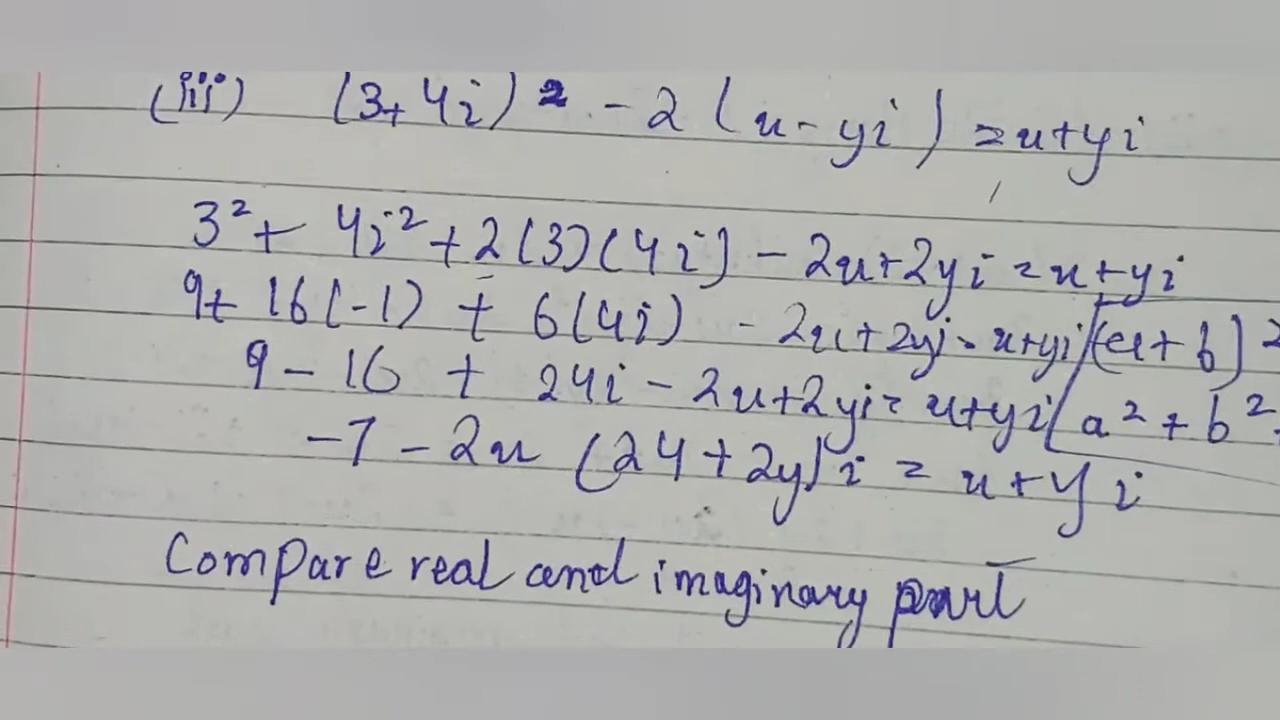 (iii) (3+4i)² - 2(x-yi) = x+yi
3² + 4i² + 2(3)(4i) - 2x+2yi = x+yi
9+ 16(-1) + 6(4i) - 2x+2yi = x+yi
(a+b)²
9 - 16 + 24i - 2x+2yi = x+yi
a² + b²
-7 - 2x (24+2y)i = x+yi
Compare real and imaginary part